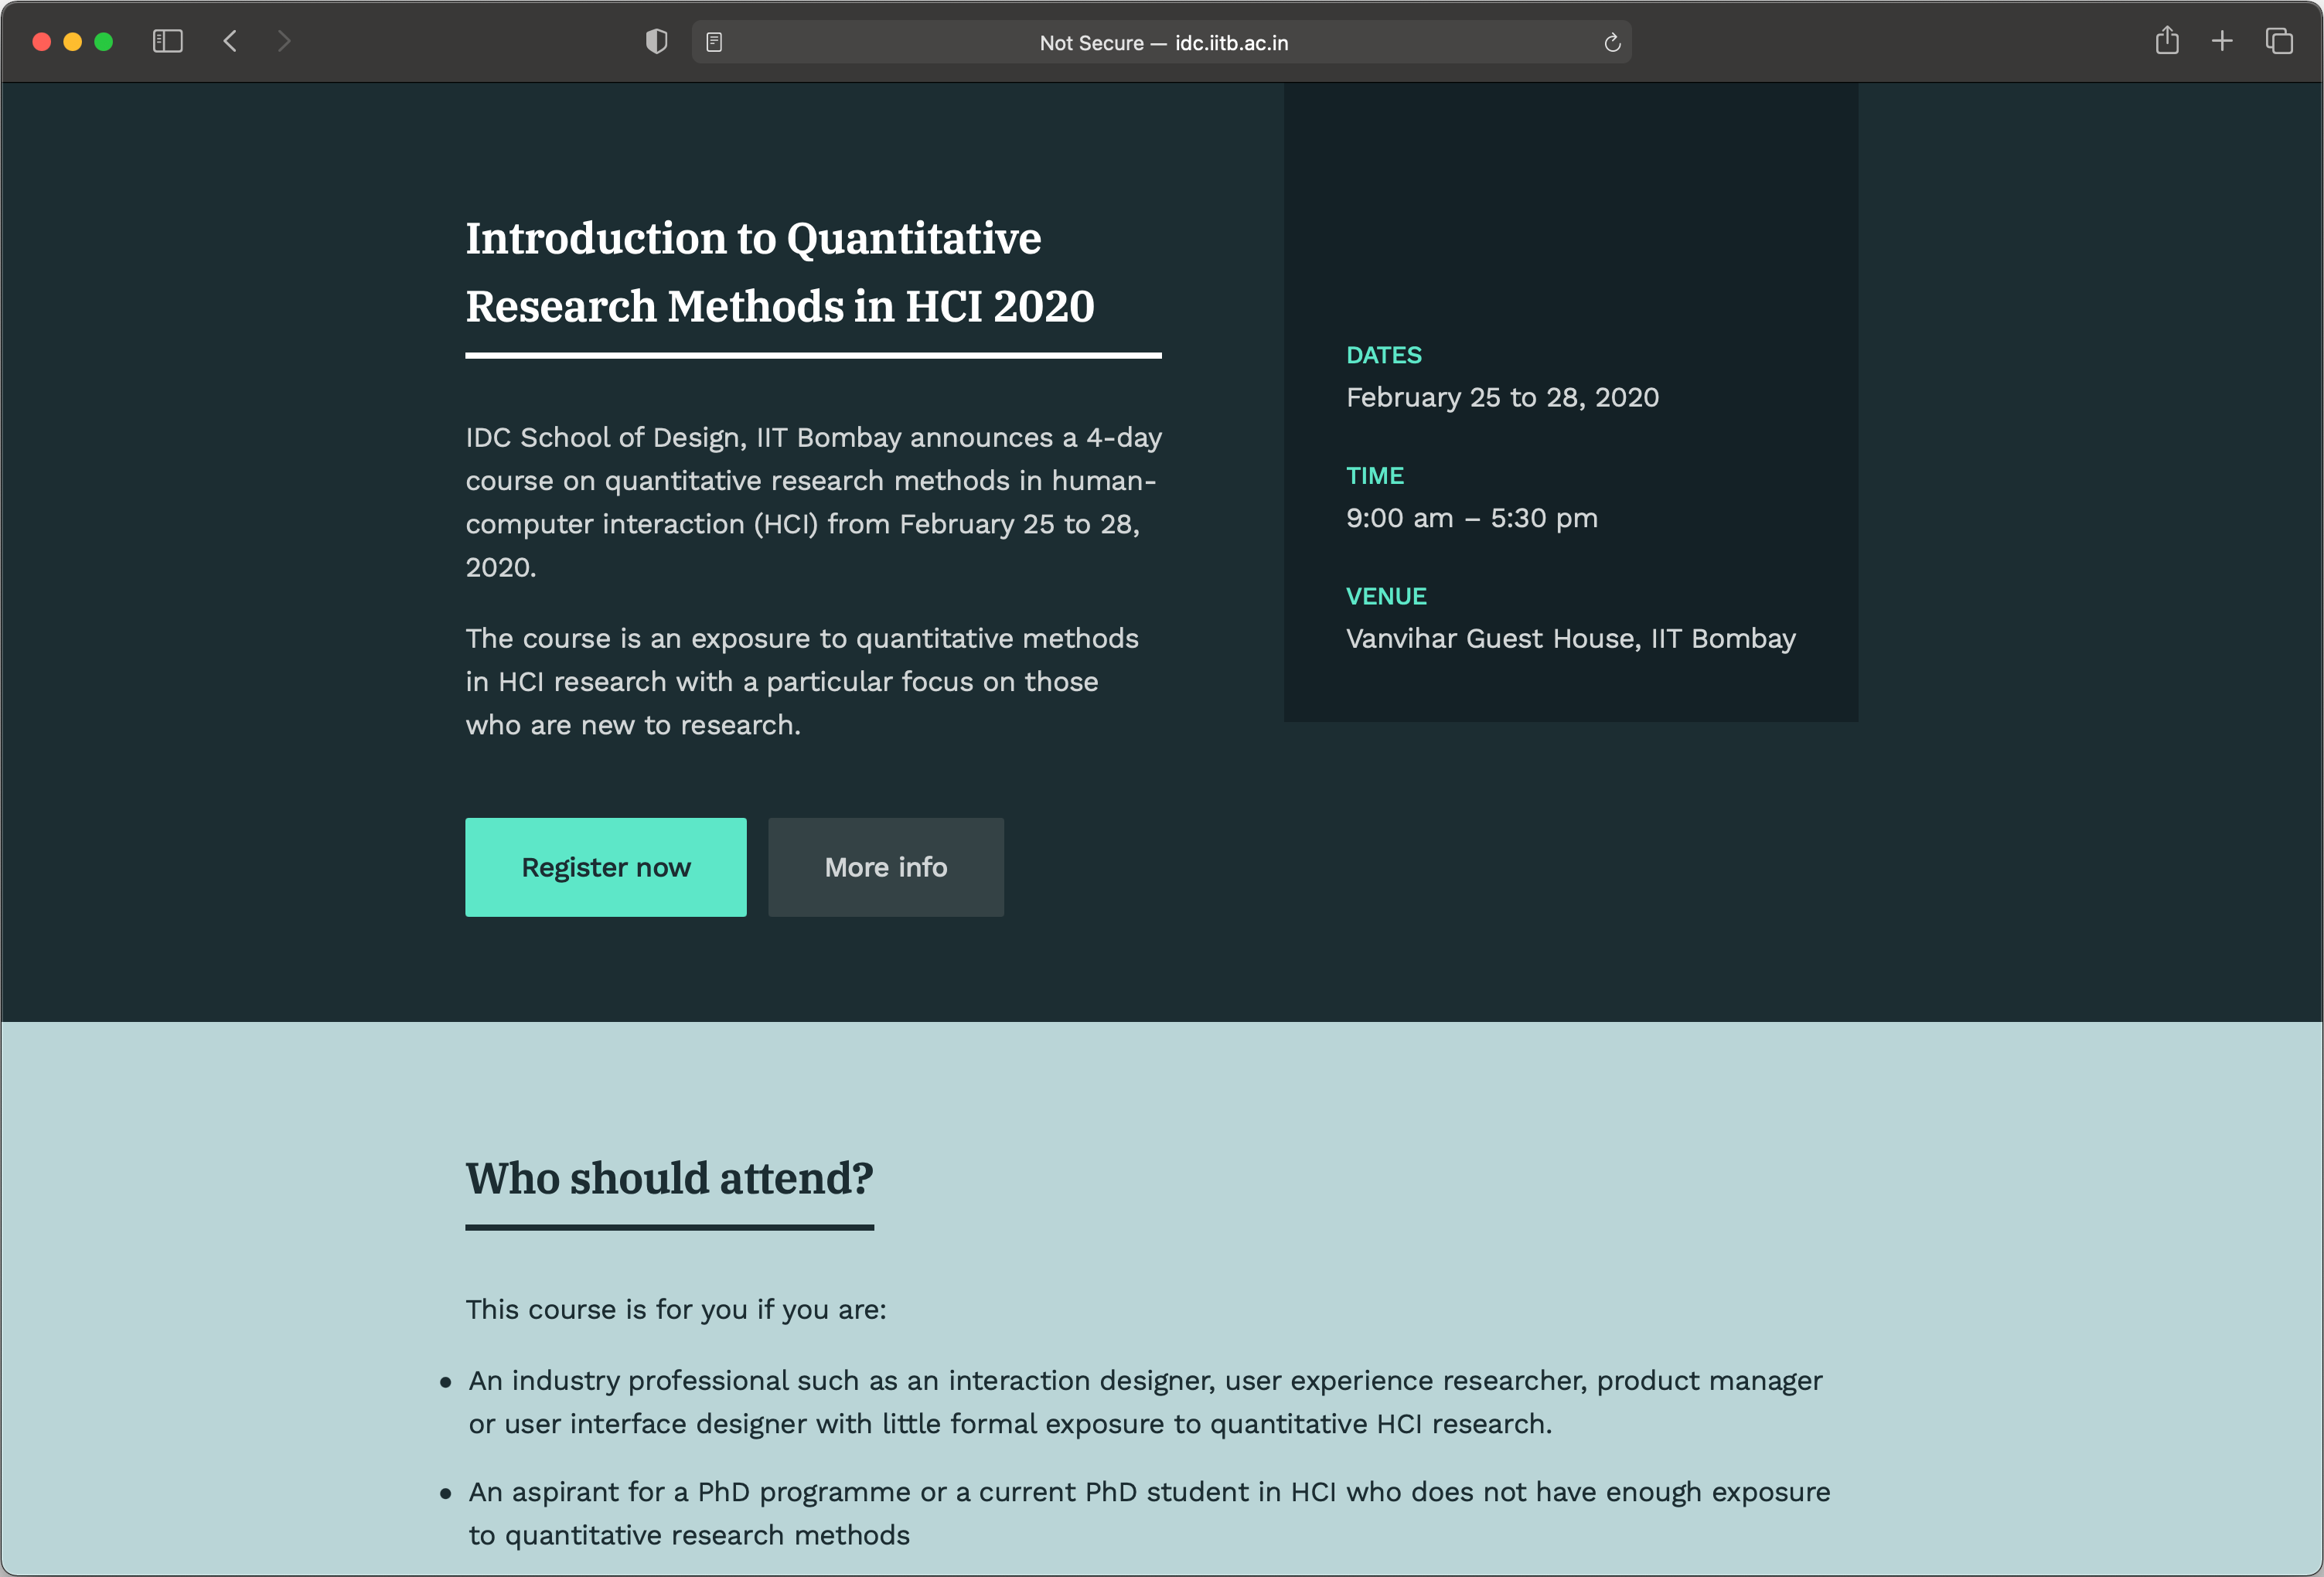 Not Secure — idc.iitb.ac.in
Introduction to Quantitative
Research Methods in HCI 2020
IDC School of Design, IIT Bombay announces a 4-day
course on quantitative research methods in human-
computer interaction (HCI) from February 25 to 28,
2020.
The course is an exposure to quantitative methods
in HCI research with a particular focus on those
who are new to research.
Register now
More info
DATES
February 25 to 28, 2020
TIME
9:00 am – 5:30 pm
VENUE
Vanvihar Guest House, IIT Bombay
Who should attend?
This course is for you if you are:
• An industry professional such as an interaction designer, user experience researcher, product manager
or user interface designer with little formal exposure to quantitative HCI research.
• An aspirant for a PhD programme or a current PhD student in HCI who does not have enough exposure
to quantitative research methods